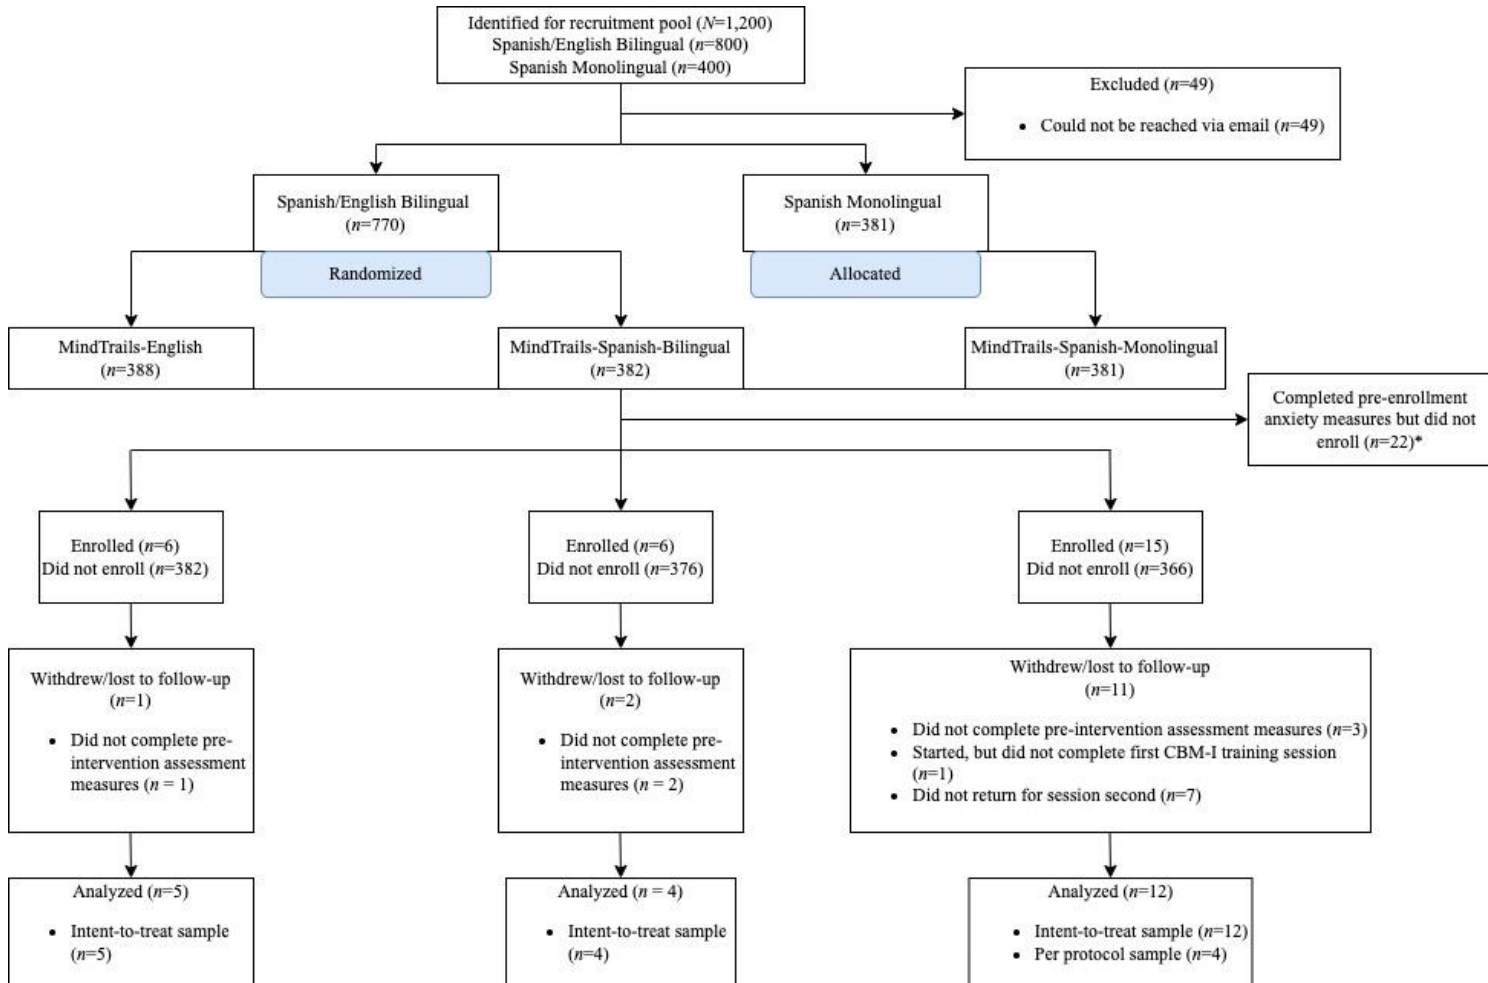 Identified for recruitment pool (N=1,200)
Spanish/English Bilingual (n=800)
Spanish Monolingual (n=400)
Excluded (n=49)
• Could not be reached via email (n=49)
Spanish/English Bilingual
(n=770)
Spanish Monolingual
(n=381)
Randomized
Allocated
MindTrails-English
(n=388)
MindTrails-Spanish-Bilingual
(n=382)
MindTrails-Spanish-Monolingual
(n=381)
Completed pre-enrollment
anxiety measures but did not
enroll (n=22)*
Enrolled (n=6)
Did not enroll (n=382)
Enrolled (n=6)
Did not enroll (n=376)
Enrolled (n=15)
Did not enroll (n=366)
Withdrew/lost to follow-up
(n=1)
• Did not complete pre-
intervention assessment
measures (n = 1)
Withdrew/lost to follow-up
(n=2)
• Did not complete pre-
intervention assessment
measures (n = 2)
Withdrew/lost to follow-up
(n=11)
• Did not complete pre-intervention assessment measures (n=3)
• Started, but did not complete first CBM-I training session
(n=1)
• Did not return for session second (n=7)
Analyzed (n=5)
• Intent-to-treat sample
(n=5)
Analyzed (n = 4)
• Intent-to-treat sample
(n=4)
Analyzed (n=12)
• Intent-to-treat sample (n=12)
• Per protocol sample (n=4)